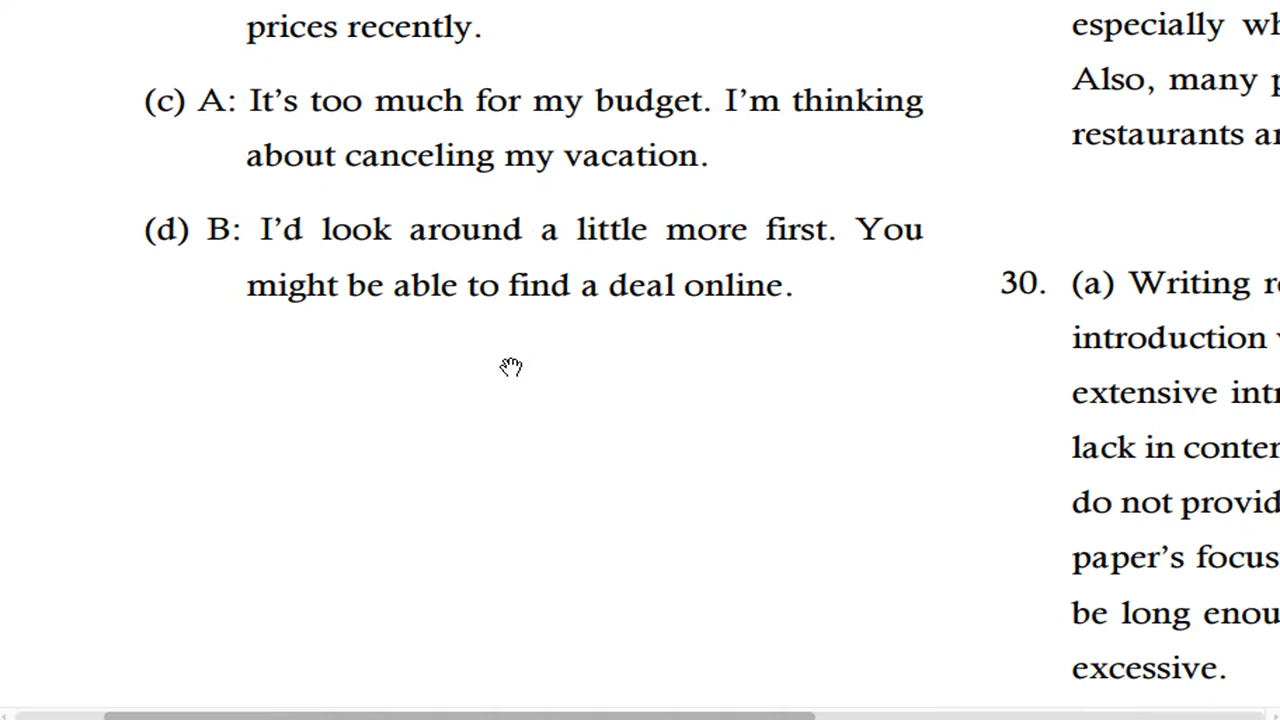 prices recently.
(c) A: It's too much for my budget. I'm thinking
about canceling my vacation.
(d) B: I'd look around a little more first. You
might be able to find a deal online.
especially
Also, many
restaurants
30. (a) Writing
introduction
extensive
lack in
do not
paper's focus
be long
excessive.